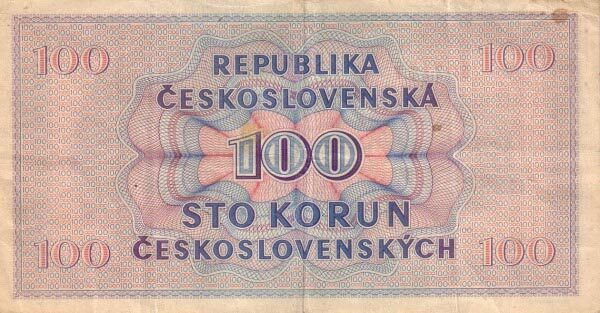 100 100
REPUBLIKA
ČESKOSLOVENSKÁ
100
STO KORUN
ČESKOSLOVENSKÝCH
100 100